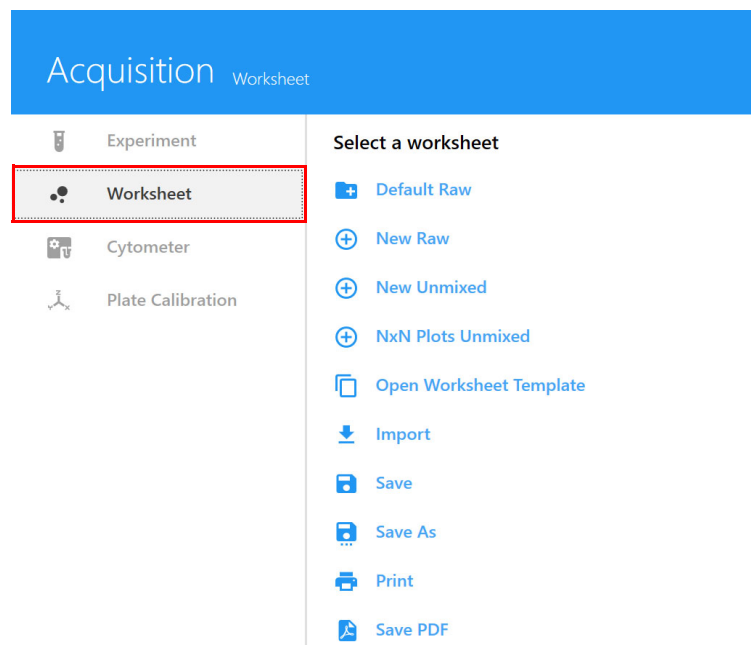 Acquisition Worksheet
Experiment
Worksheet
Cytometer
Plate Calibration
Select a worksheet
Default Raw
New Raw
New Unmixed
NxN Plots Unmixed
Open Worksheet Template
Import
Save
Save As
Print
Save PDF